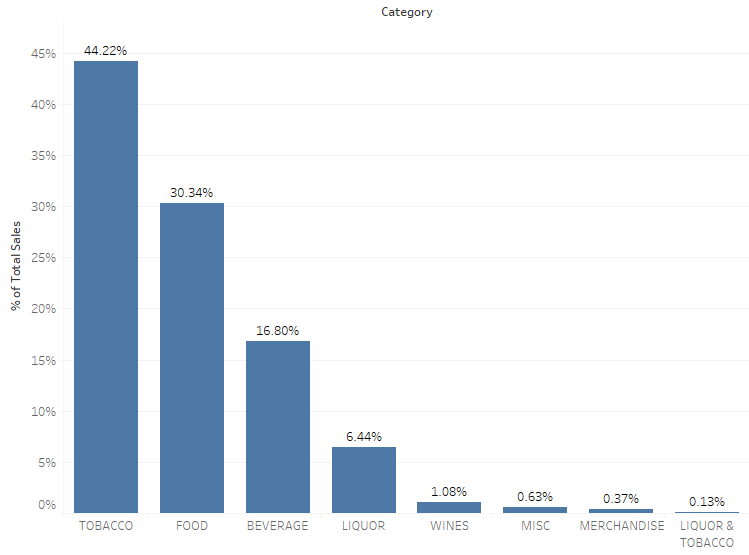 Category
% of Total Sales
45%
40%
35%
30%
25%
20%
15%
10%
5%
0%
44.22%
30.34%
16.80%
6.44%
1.08%
0.63%
0.37%
0.13%
TOBACCO
FOOD
BEVERAGE
LIQUOR
WINES
MISC
MERCHANDISE
LIQUOR &
TOBACCO